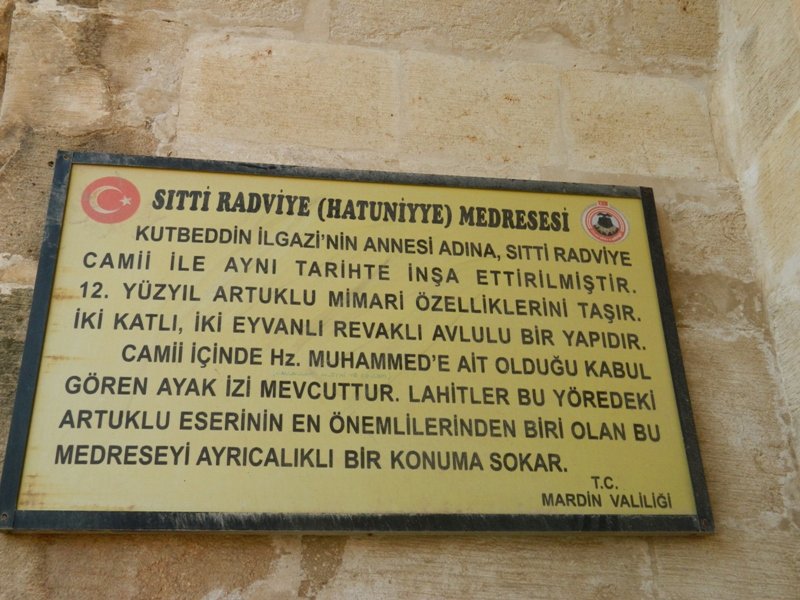 SITTİ RADVİYE (HATUNİYYE) MEDRESESİ
KUTBEDDİN İLGAZİ'NİN ANNESİ ADINA, SITTİ RADVİYE
CAMİİ İLE AYNI TARİHTE İNŞA ETTİRİLMİŞTİR.
12. YÜZYIL ARTUKLU MİMARİ ÖZELLİKLERİNİ TAŞIR.
İKİ KATLI, İKİ EYVANLI REVAKLI AVLULU BİR YAPIDIR.
CAMİİ İÇİNDE Hz. MUHAMMED'E AİT OLDUĞU KABUL
GÖREN AYAK İZİ MEVCUTTUR. LAHİTLER BU YÖREDEKİ
ARTUKLU ESERİNİN EN ÖNEMLİLERİNDEN BİRİ OLAN BU
MEDRESEYİ AYRICALIKLI BİR KONUMA SOKAR.
T.C.
MARDİN VALİLİĞİ